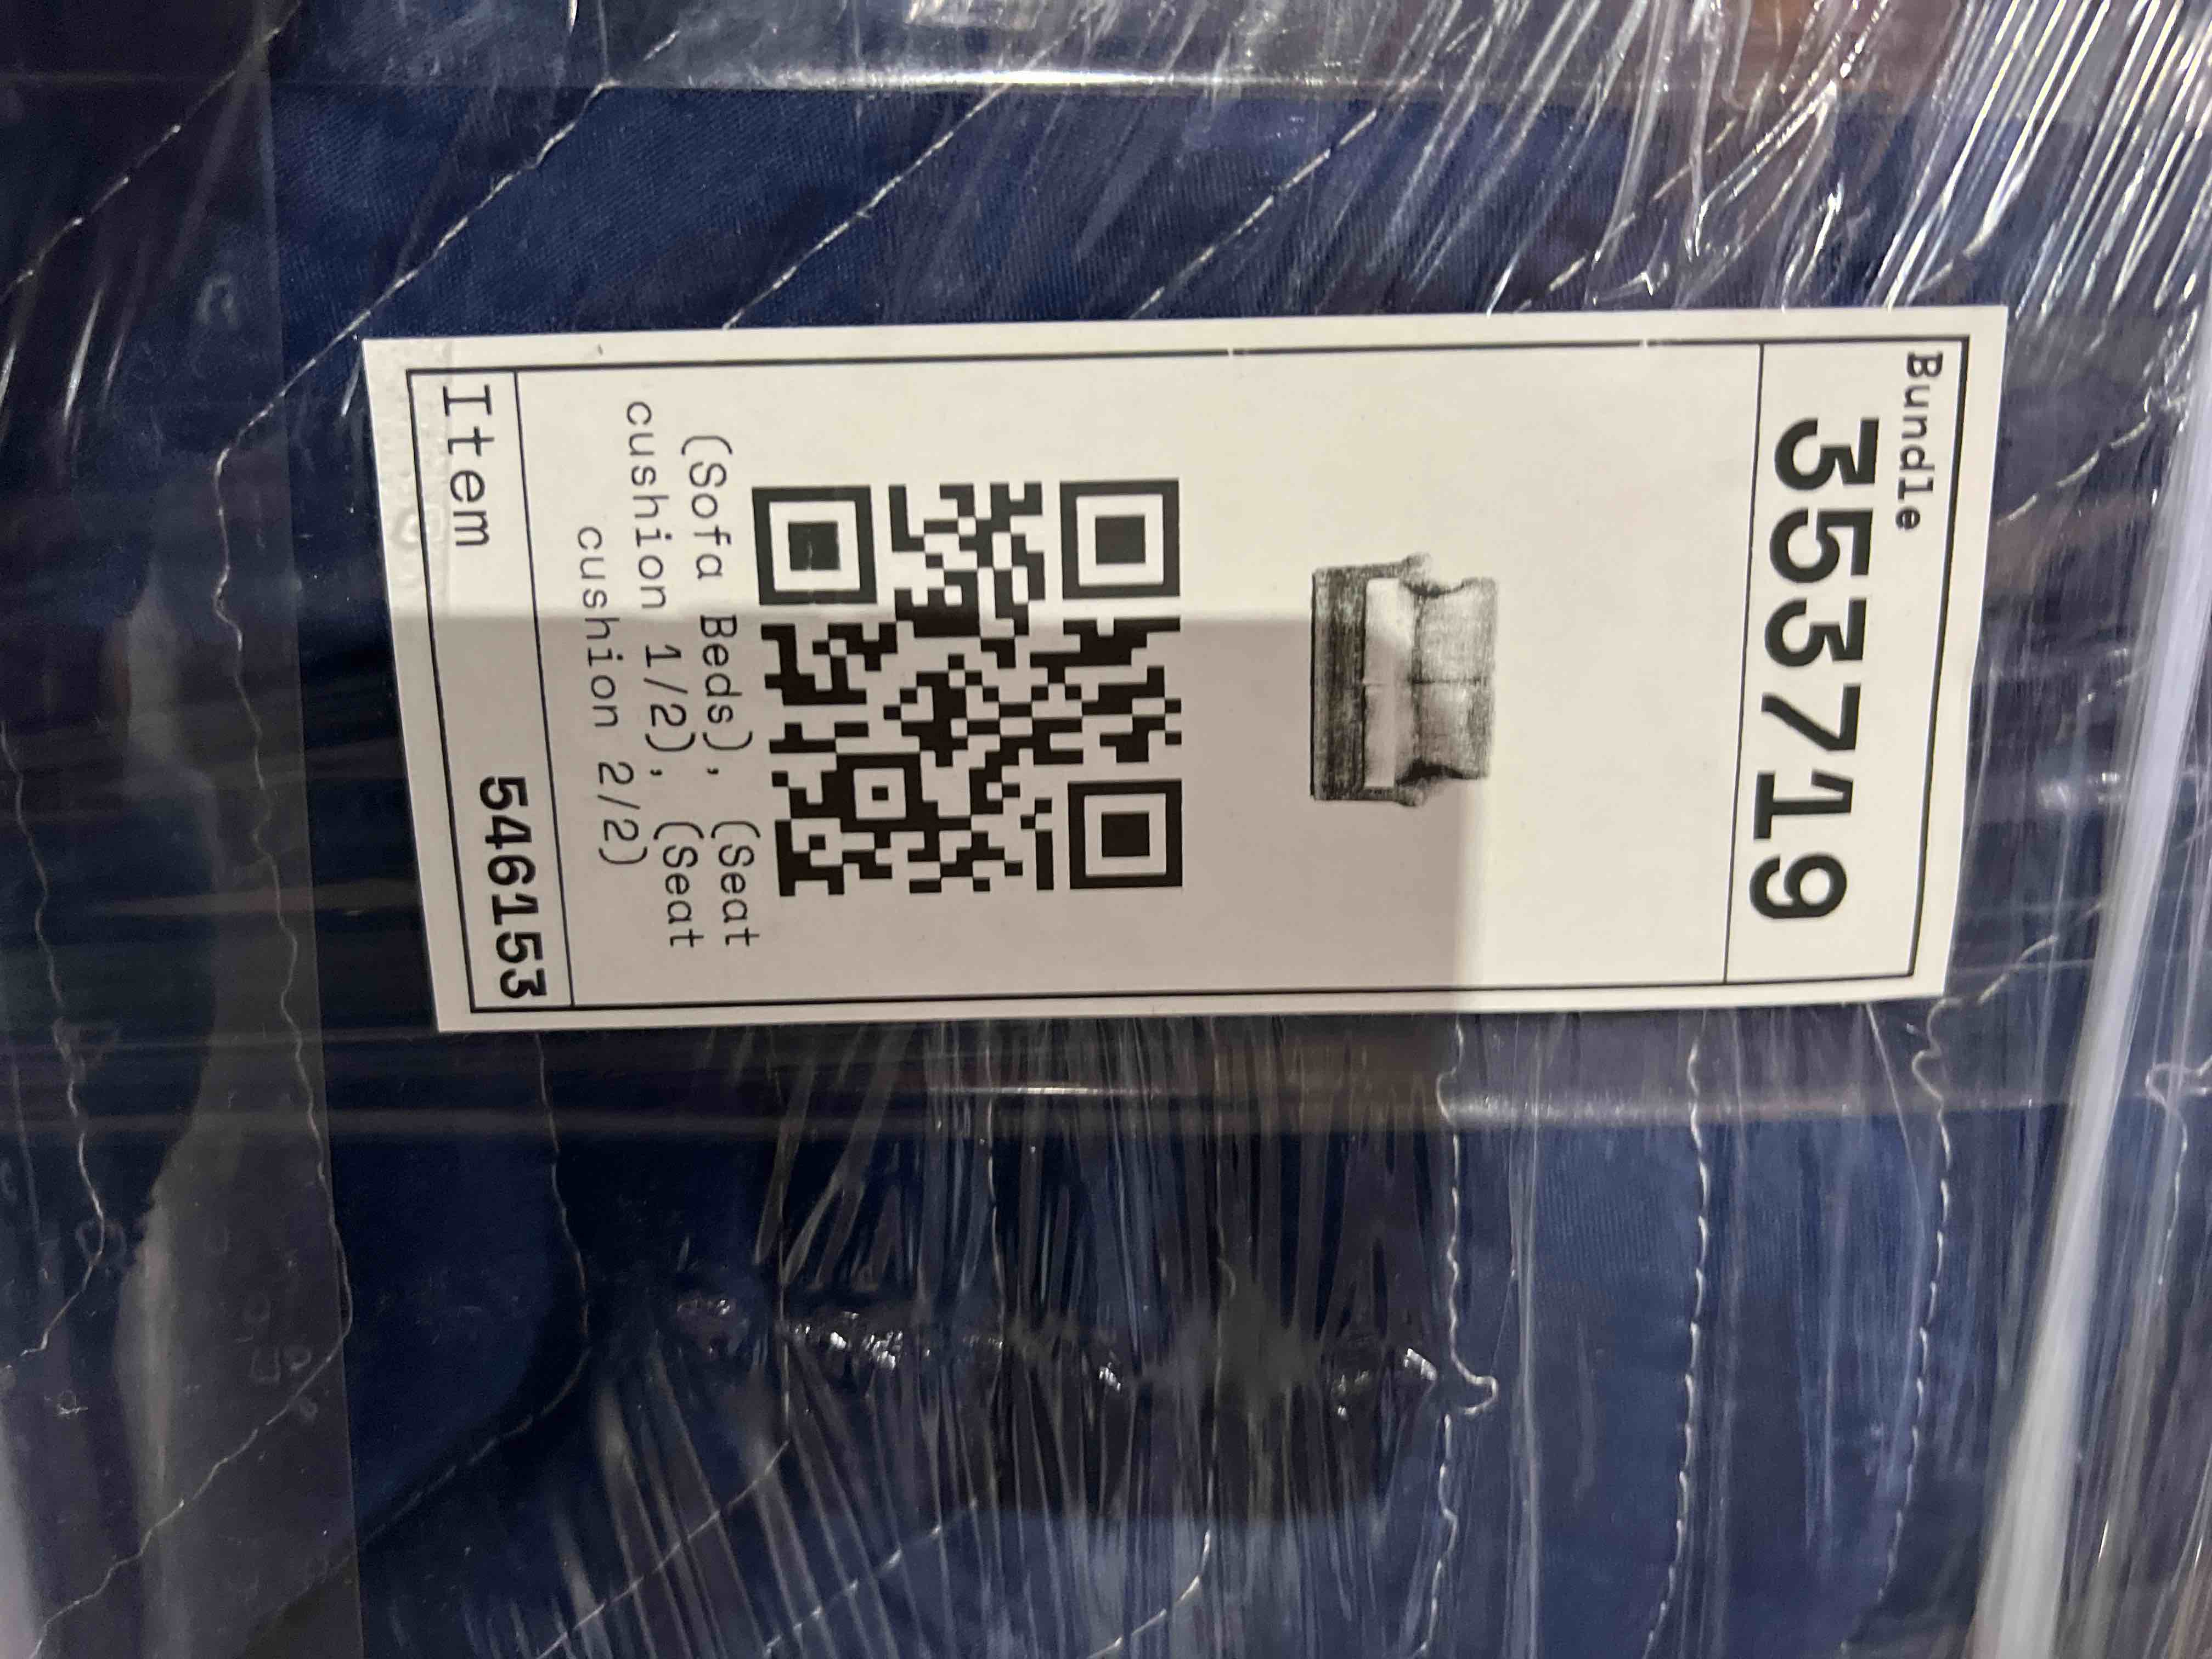 Bundle
353719
(Sofa Beds), (Seat
cushion 1/2), (Seat
cushion 2/2)
Item 546153